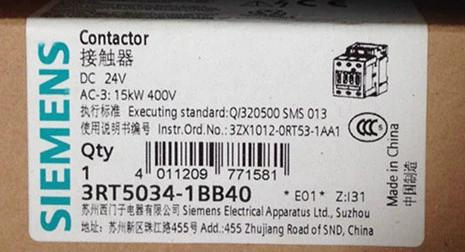 SIEMENS
Contactor
接触器
DC 24V
AC-3: 15kW 400V
执行标准 Executing standard:QJ320500 SMS 013
使用说明书编号 Instr.Ord.No.:3ZX1012-0RT53-1AA1
CCC
Qty
1
4 011209 771581
3RT5034-1BB40
*E01* Z:I31
苏州西门子电器有限公司 Siemens Electrical Apparatus Ltd., Suzhou
苏州新区珠江路455号 Add.:455 Zhujiang Road of SND, China
Made in China
中国制造